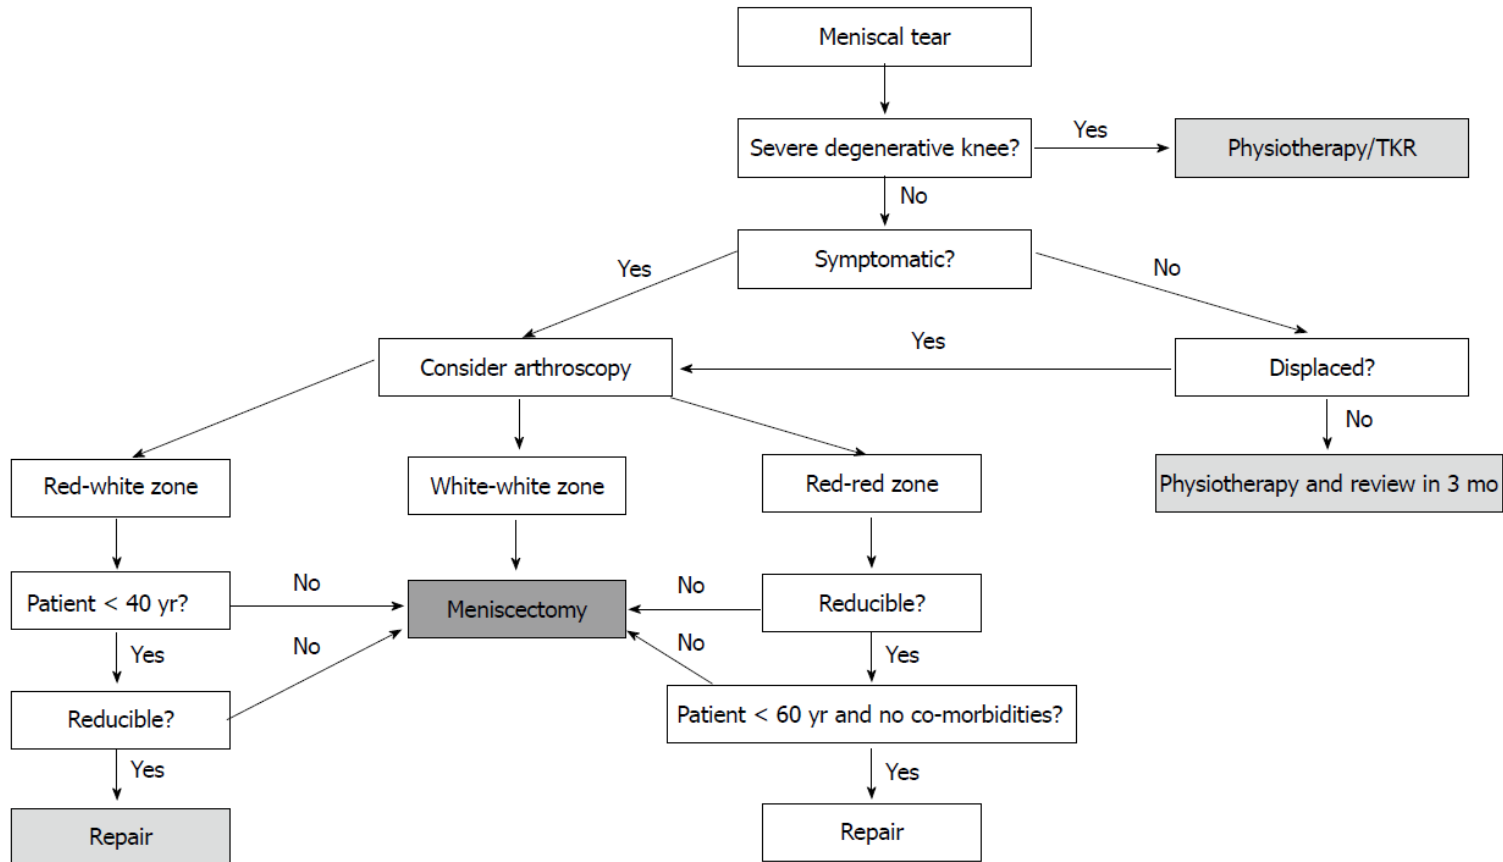 Meniscal tear
Severe degenerative knee?
Yes
Physiotherapy/TKR
No
Symptomatic?
Yes
No
Consider arthroscopy
Yes
Displaced?
No
Red-white zone
White-white zone
Red-red zone
Physiotherapy and review in 3 mo
Patient < 40 yr?
No
Meniscectomy
No
Reducible?
Yes
No
No
Yes
Reducible?
Patient < 60 yr and no co-morbidities?
Yes
Yes
Repair
Repair